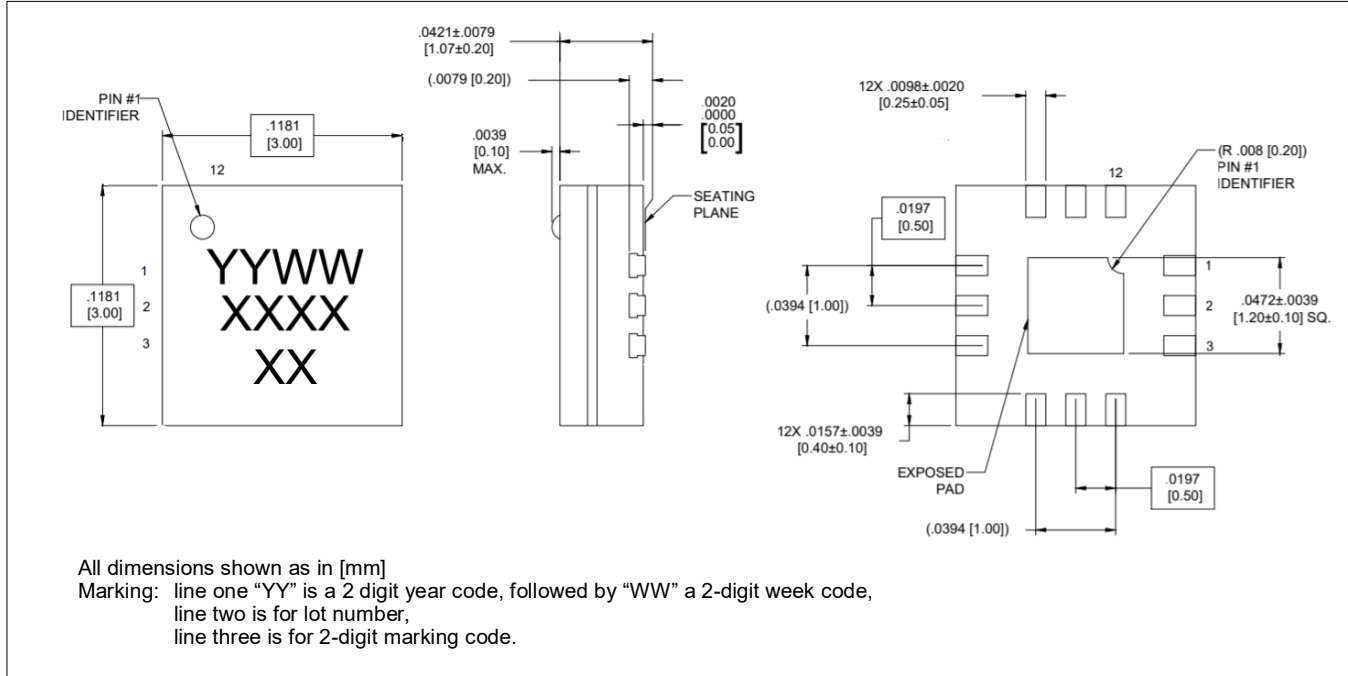 PIN #1
IDENTIFIER
.1181
[3.00]
12
YYWW
XXXX
XX
1
2
3
.1181
[3.00]
.0421±.0079
[1.07±0.20]
(.0079 [0.20])
.0039
[0.10]
MAX.
.0020
.0000
[0.05
0.00]
SEATING
PLANE
12X .0098±.0020
[0.25±0.05]
(R .008 [0.20])
PIN #1
IDENTIFIER
12
.0197
[0.50]
(.0394 [1.00])
1
2
3
.0472±.0039
[1.20±0.10] SQ.
12X .0157±.0039
[0.40±0.10]
EXPOSED
PAD
.0197
[0.50]
(.0394 [1.00])
All dimensions shown as in [mm]
Marking: line one “YY” is a 2 digit year code, followed by “WW” a 2-digit week code,
line two is for lot number,
line three is for 2-digit marking code.